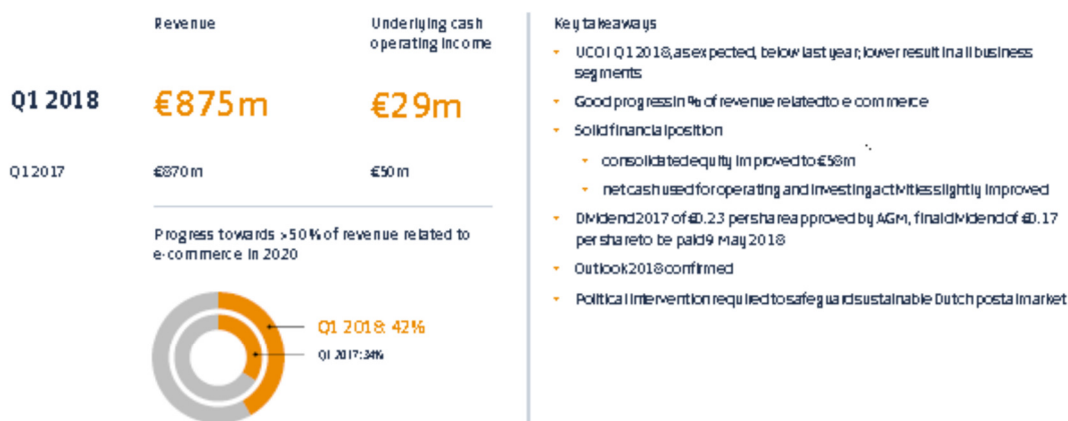 Revenue
Underlying cash
operating income
Q1 2018
€875m
€29m
Q1 2017
€870m
€50m
Progress towards >50% of revenue related to
e-commerce in 2020
Q1 2018: 42%
Q1 2017: 34%
Key takeaways
UCOI Q1 2018, as expected, below last year; lower result in all business
segments
Good progress in % of revenue related to e-commerce
Solid financial position
consolidated equity improved to €58m
net cash used for operating and investing activities slightly improved
Dividend 2017 of €0.23 per share approved by AGM, final dividend of €0.17
per share to be paid 9 May 2018
Outlook 2018 confirmed
Political intervention required to safeguard sustainable Dutch postal market